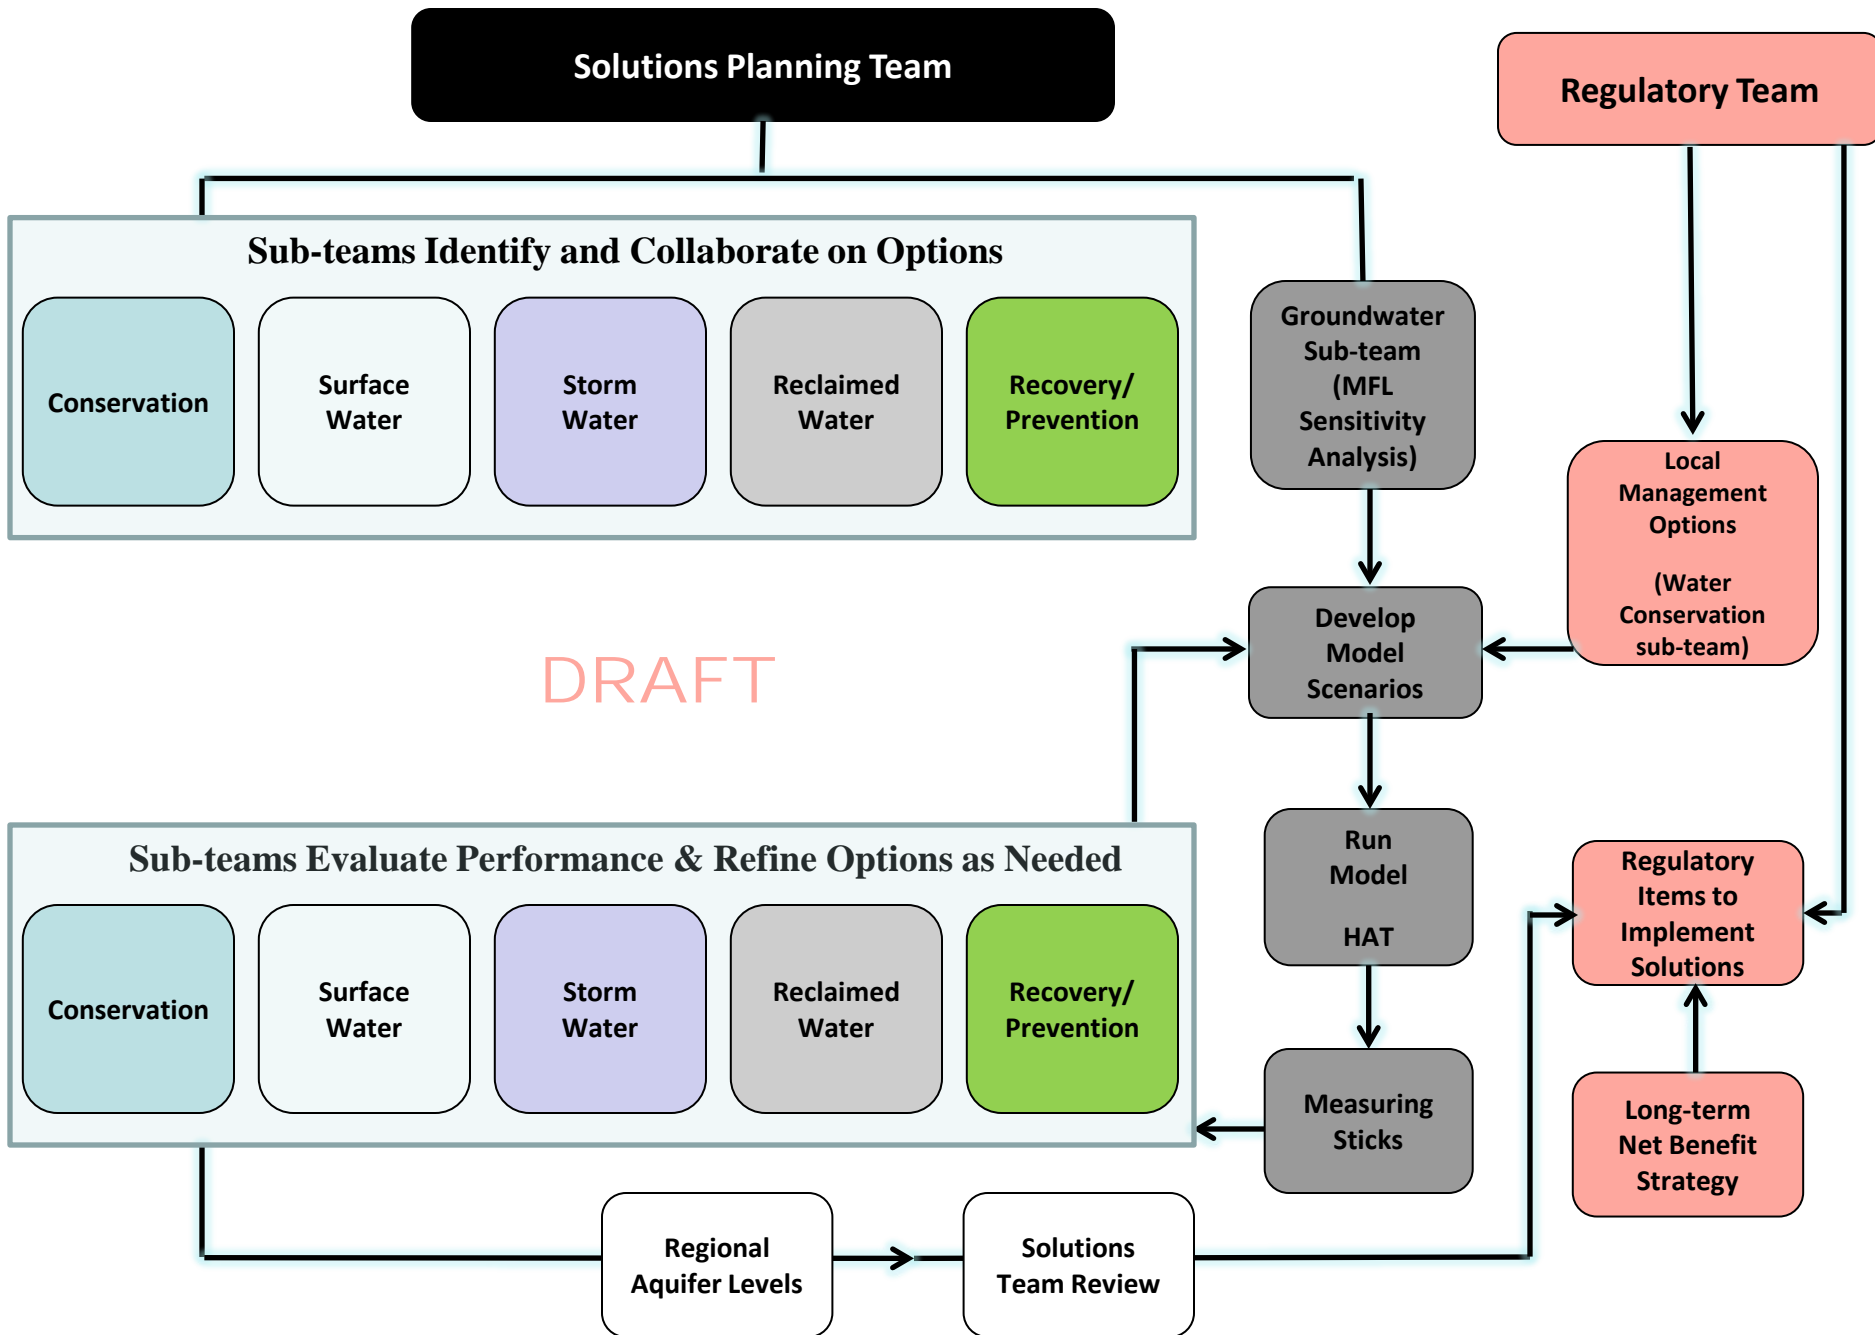 Solutions Planning Team
Regulatory Team
Sub-teams Identify and Collaborate on Options
Conservation
Surface
Water
Storm
Water
Reclaimed
Water
Recovery/
Prevention
Groundwater
Sub-team
(MFL
Sensitivity
Analysis)
Local
Management
Options
(Water
Conservation
sub-team)
Develop
Model
Scenarios
DRAFT
Sub-teams Evaluate Performance & Refine Options as Needed
Conservation
Surface
Water
Storm
Water
Reclaimed
Water
Recovery/
Prevention
Run
Model
HAT
Regulatory
Items to
Implement
Solutions
Measuring
Sticks
Long-term
Net Benefit
Strategy
Regional
Aquifer Levels
Solutions
Team Review